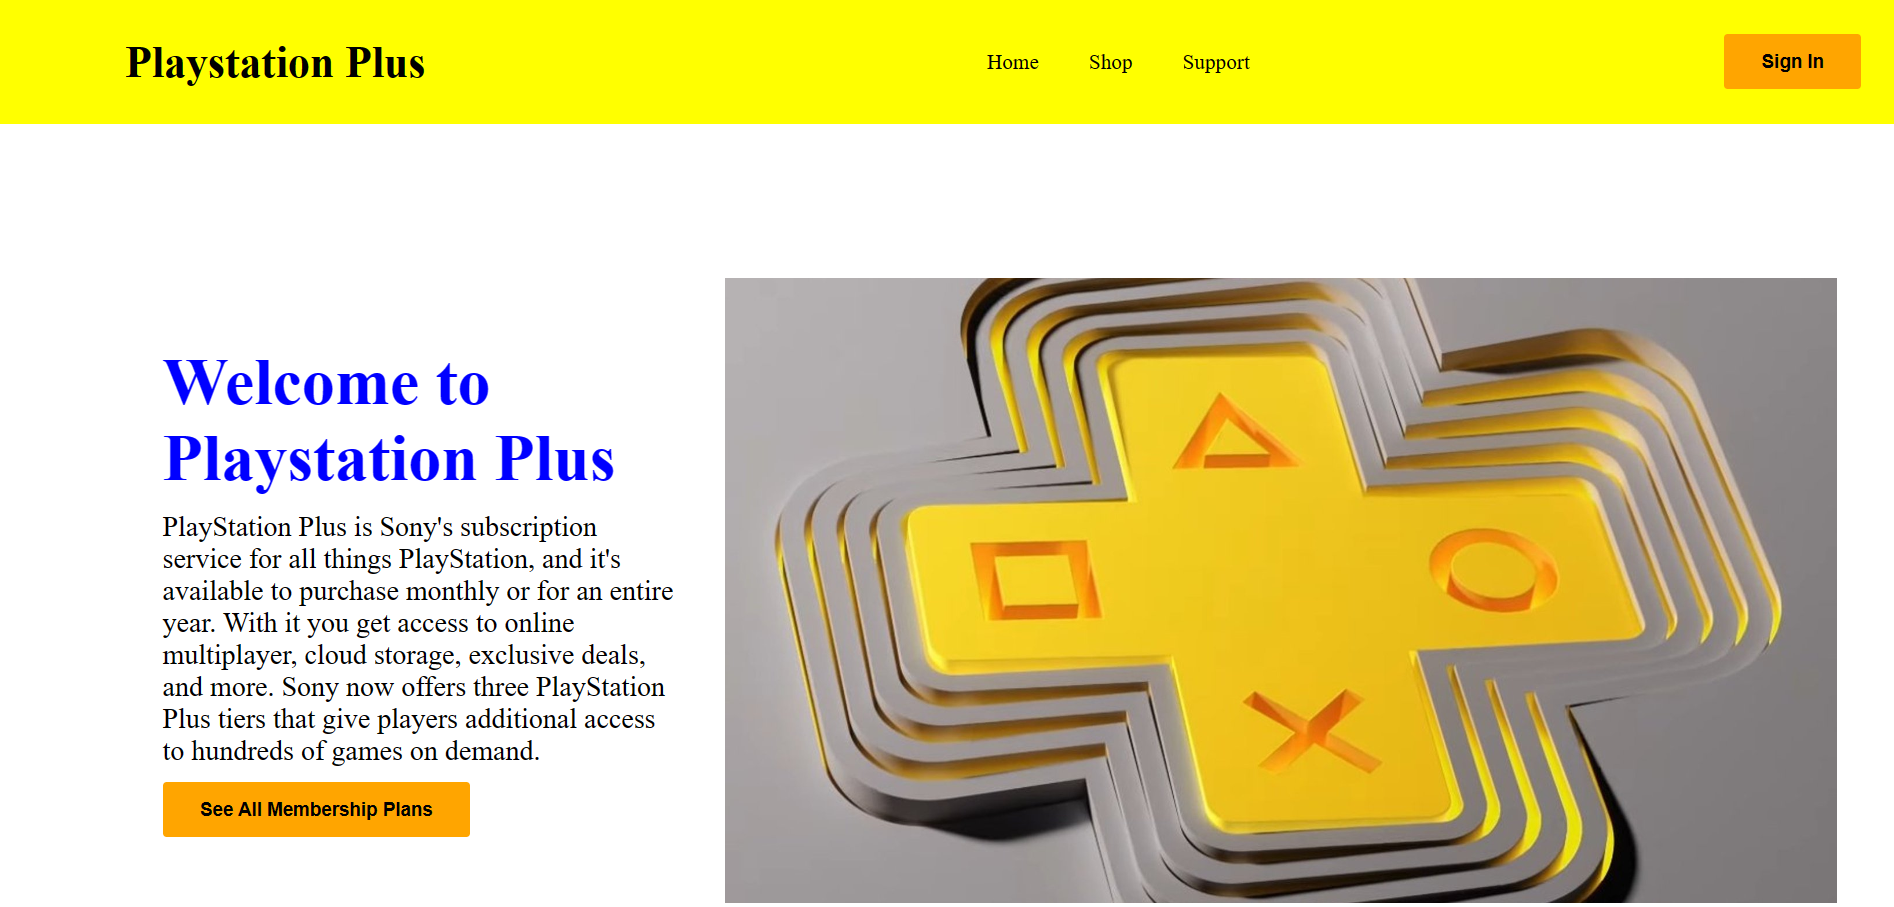 Playstation Plus
Home Shop Support
Sign In
Welcome to
Playstation Plus
PlayStation Plus is Sony's subscription
service for all things PlayStation, and it's
available to purchase monthly or for an entire
year. With it you get access to online
multiplayer, cloud storage, exclusive deals,
and more. Sony now offers three PlayStation
Plus tiers that give players additional access
to hundreds of games on demand.
See All Membership Plans